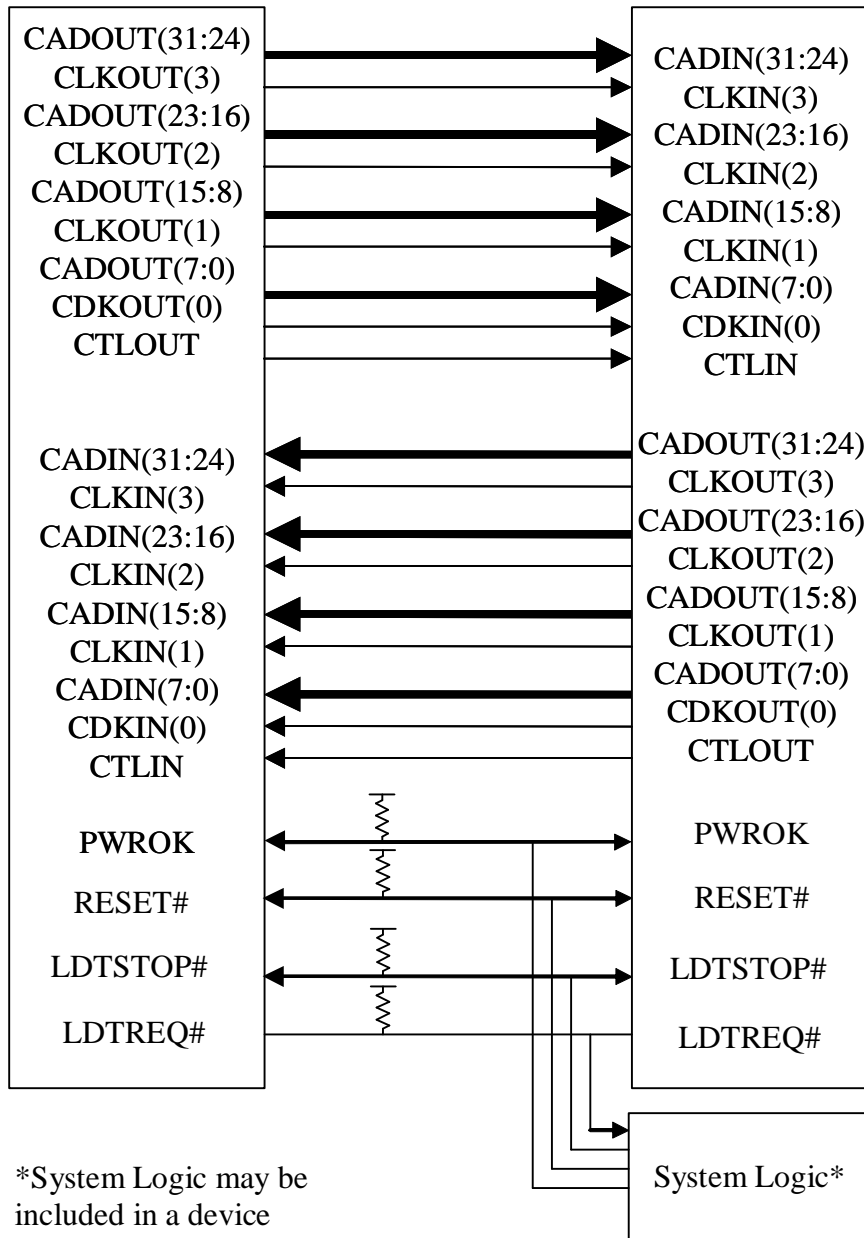 CADOUT(31:24)
CLKOUT(3)
CADOUT(23:16)
CLKOUT(2)
CADOUT(15:8)
CLKOUT(1)
CADOUT(7:0)
CDKOUT(0)
CTLOUT
CADIN(31:24)
CLKIN(3)
CADIN(23:16)
CLKIN(2)
CADIN(15:8)
CLKIN(1)
CADIN(7:0)
CDKIN(0)
CTLIN
PWROK
RESET#
LDTSTOP#
LDTREQ#
CADIN(31:24)
CLKIN(3)
CADIN(23:16)
CLKIN(2)
CADIN(15:8)
CLKIN(1)
CADIN(7:0)
CDKIN(0)
CTLIN
CADOUT(31:24)
CLKOUT(3)
CADOUT(23:16)
CLKOUT(2)
CADOUT(15:8)
CLKOUT(1)
CADOUT(7:0)
CDKOUT(0)
CTLOUT
PWROK
RESET#
LDTSTOP#
LDTREQ#
System Logic*
*System Logic may be
included in a device